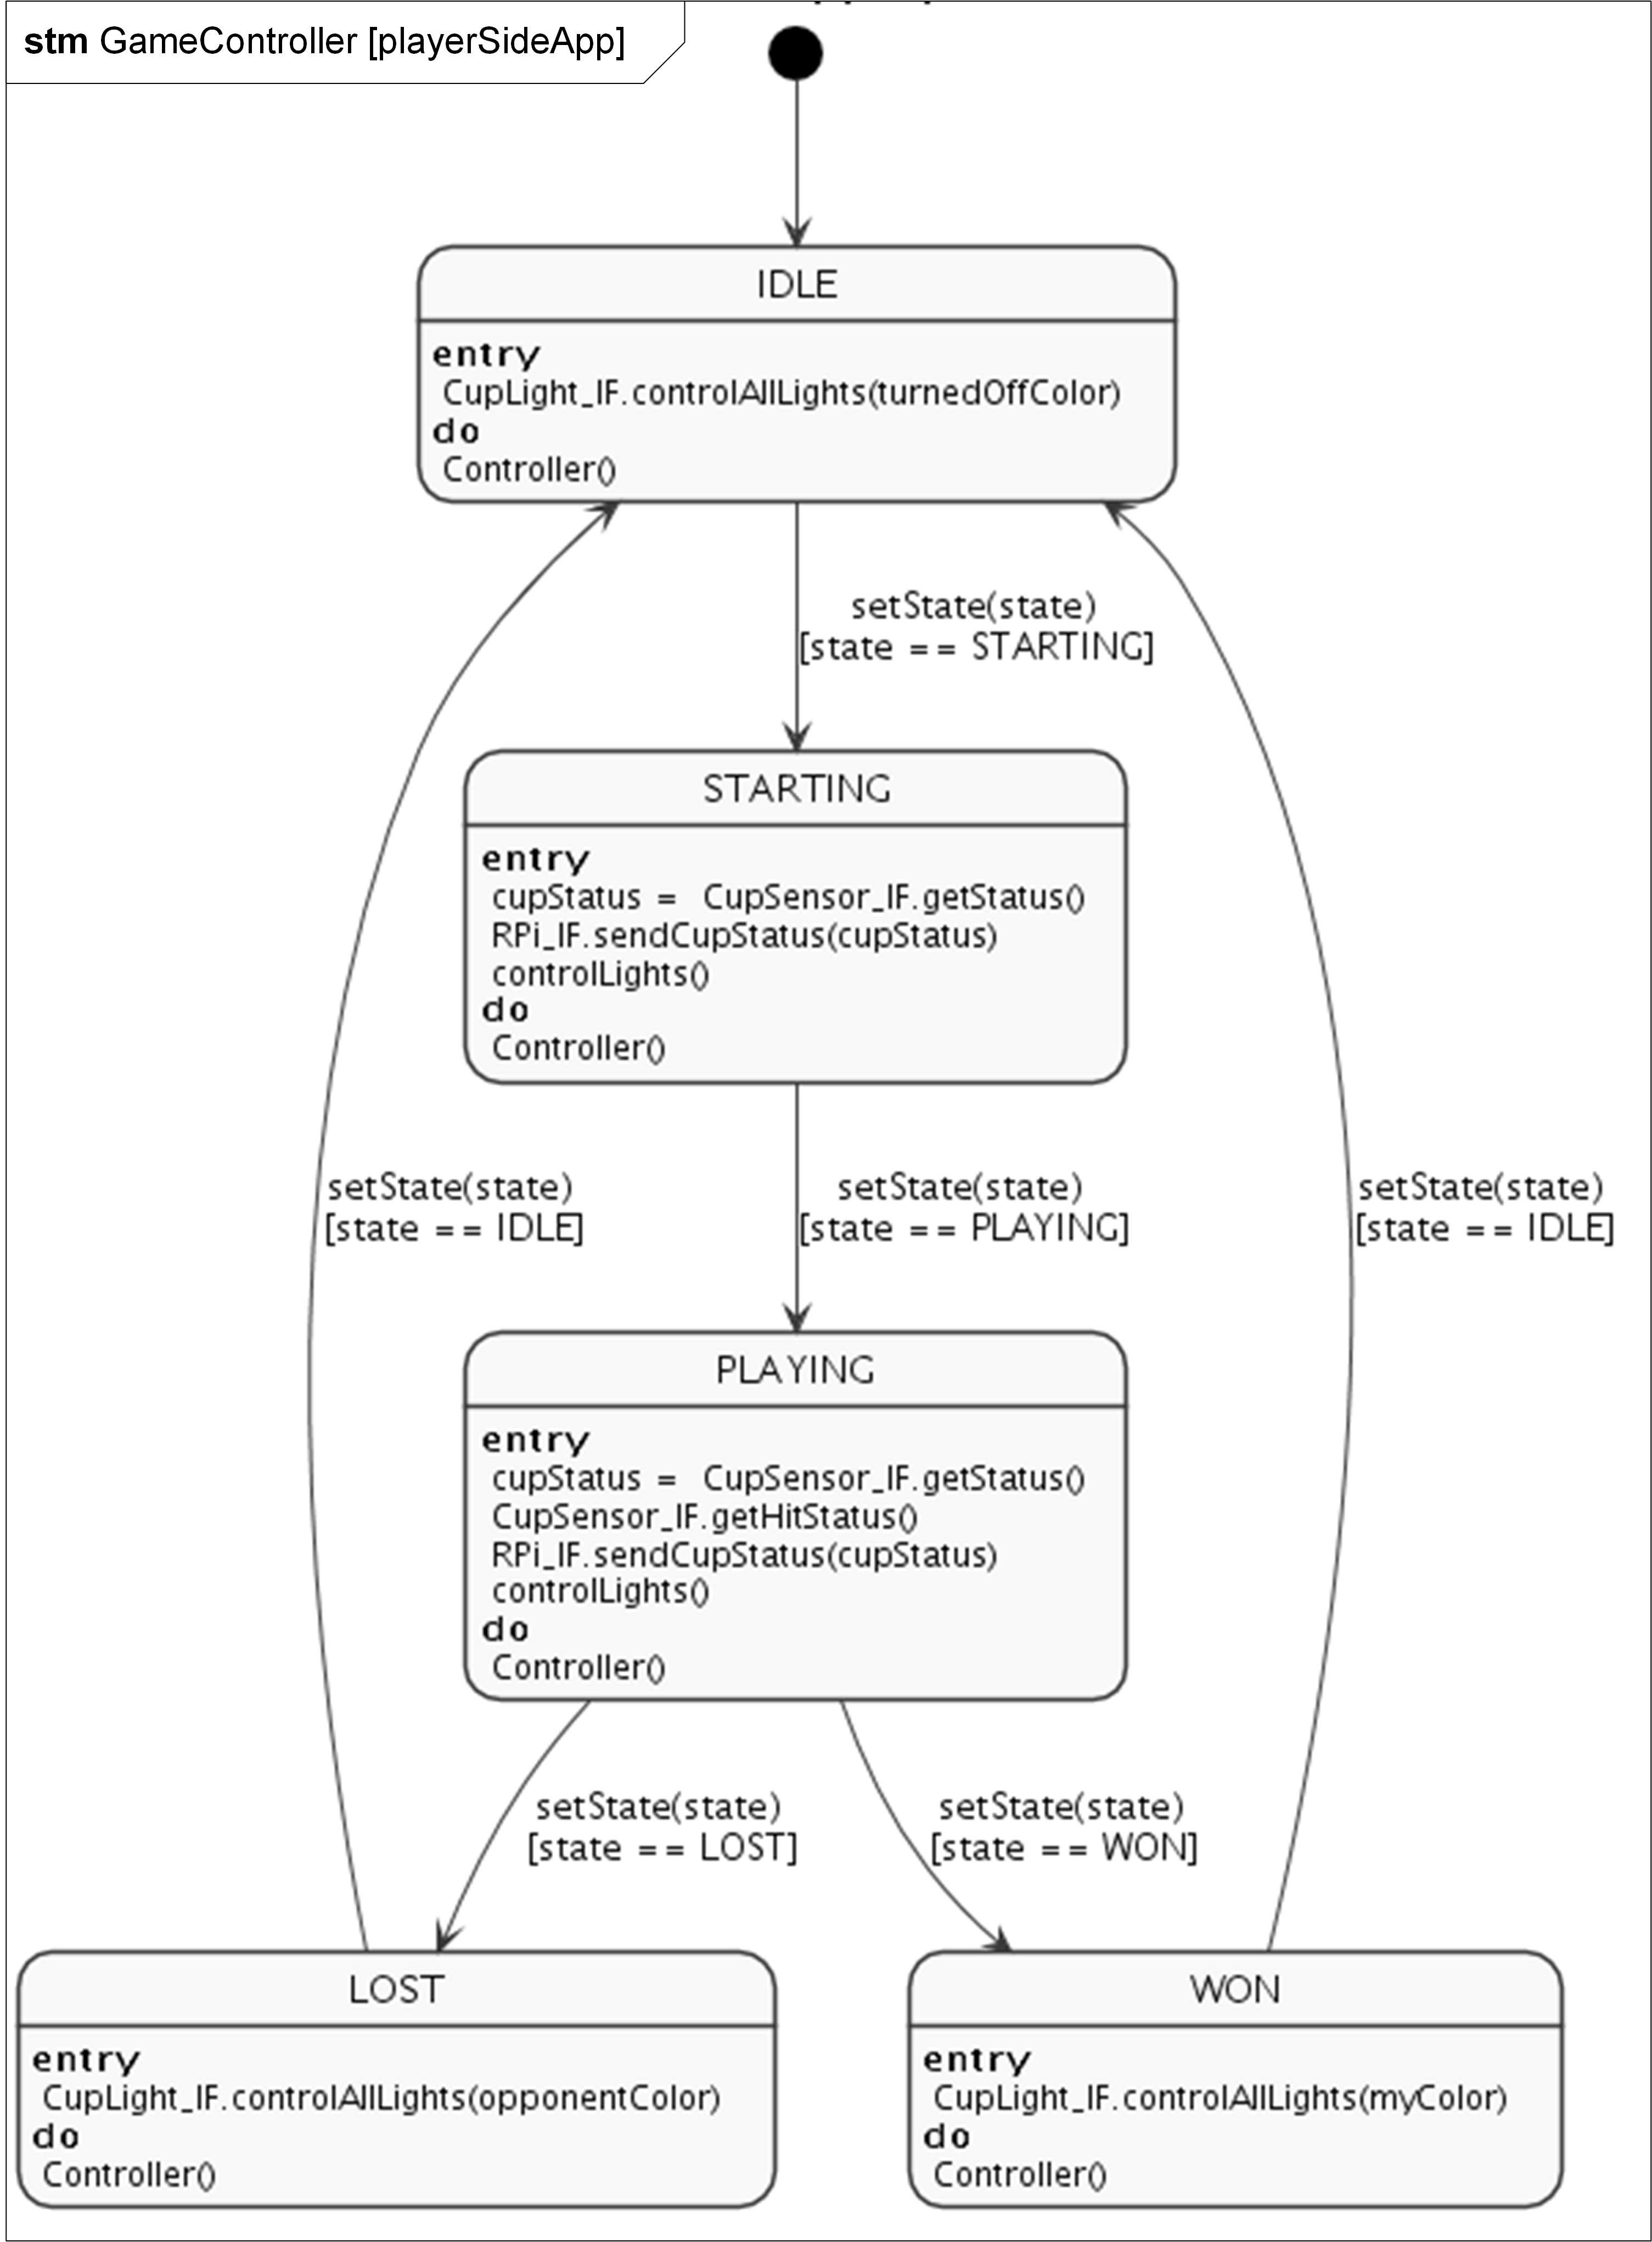 stm GameController [playerSideApp]
IDLE
entry
CupLight_IF.controlAllLights(turnedOffColor)
do
Controller()
setState(state)
[state == STARTING]
STARTING
entry
cupStatus = CupSensor_IF.getStatus()
RPi_IF.sendCupStatus(cupStatus)
controlLights()
do
Controller()
setState(state)
[state == IDLE]
setState(state)
[state == PLAYING]
setState(state)
[state == IDLE]
PLAYING
entry
cupStatus = CupSensor_IF.getStatus()
CupSensor_IF.getHitStatus()
RPi_IF.sendCupStatus(cupStatus)
controlLights()
do
Controller()
setState(state)
[state == LOST]
setState(state)
[state == WON]
LOST
entry
CupLight_IF.controlAllLights(opponentColor)
do
Controller()
WON
entry
CupLight_IF.controlAllLights(myColor)
do
Controller()